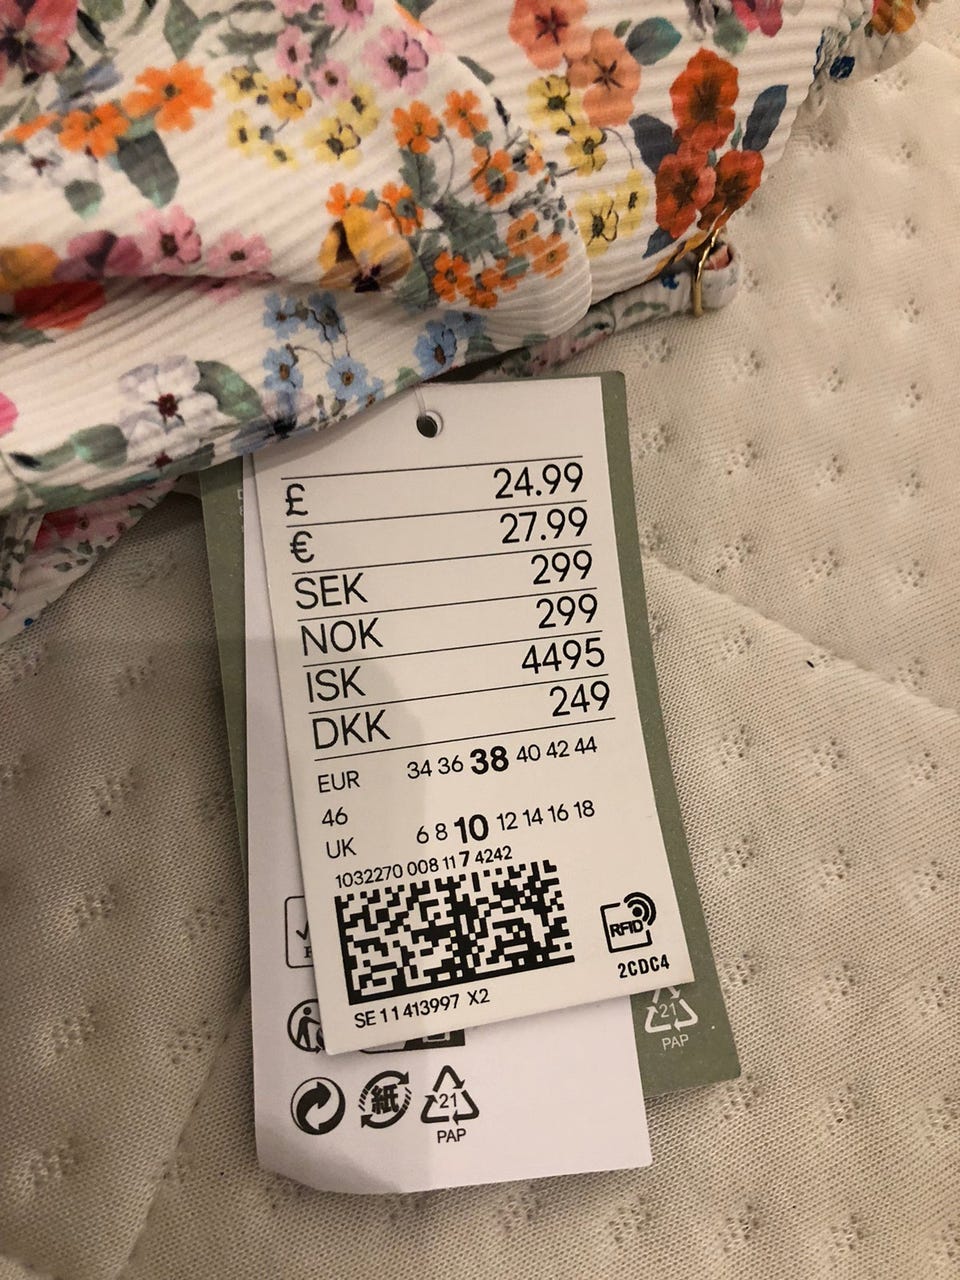 £ 24.99
€ 27.99
SEK 299
NOK 299
ISK 4495
DKK 249
EUR 34 36 38 40 42 44
46
UK 6 8 10 12 14 16 18
1032270 008 11 7 4242
RFID
2CDC4
SE 11 413997 X2
21
PAP
紙
21
PAP